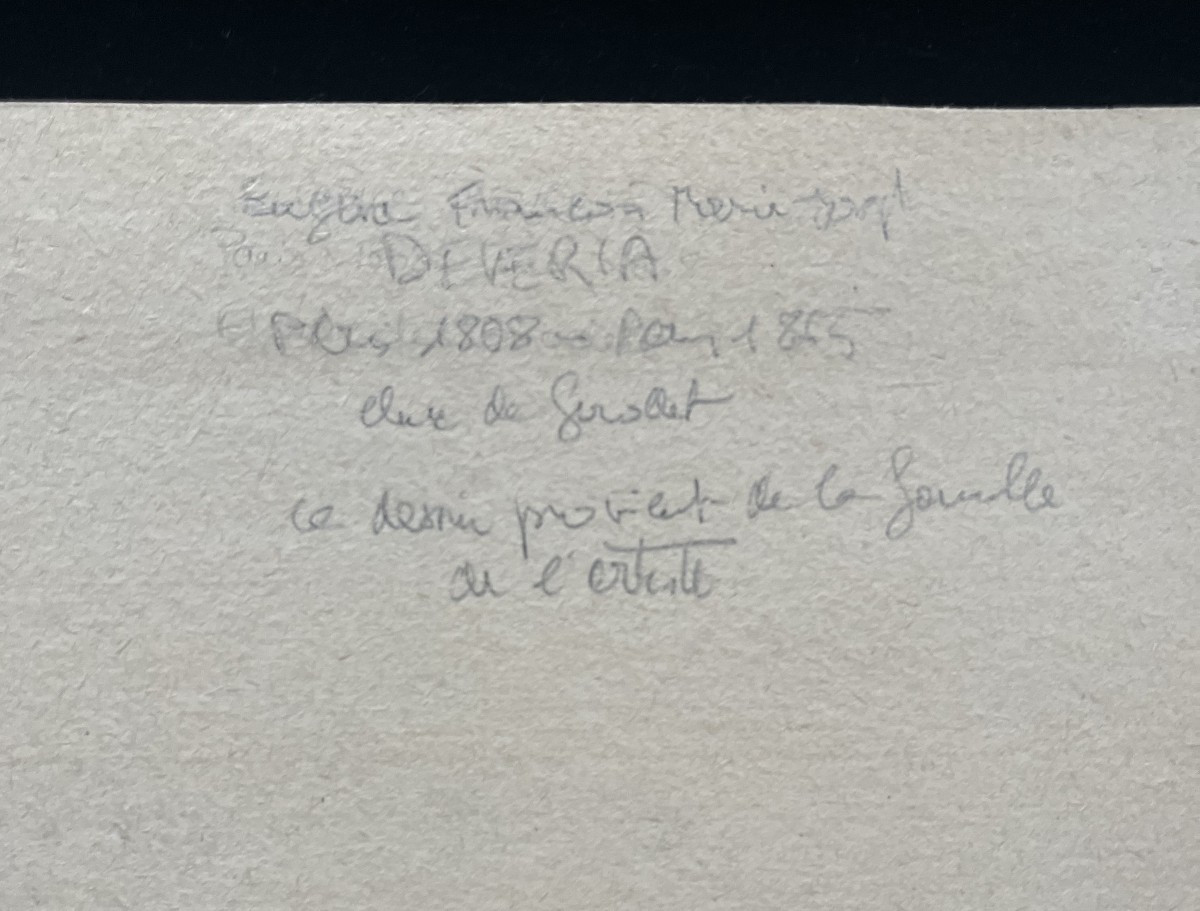 Eugène François Marie Joseph
Paris DEVERIA
Paris 1808 - Pau 1865
élève de Girodet
ce dessin provient de la famille
de l'artiste